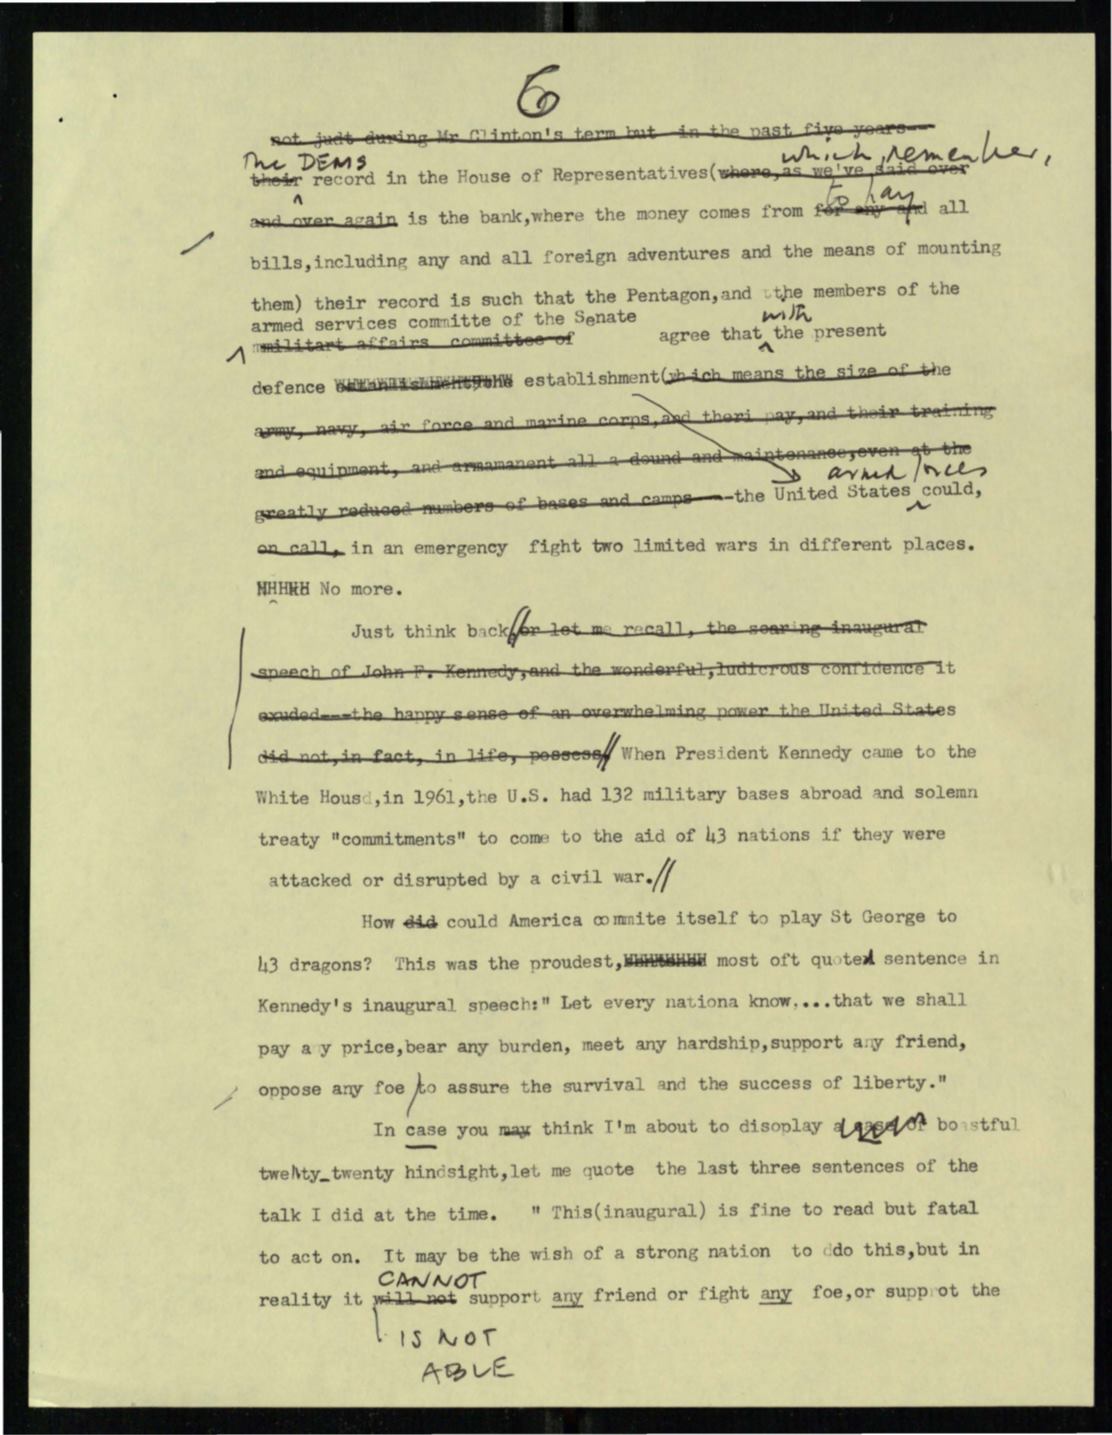 6
not judt during Mr Clinton's term but in the past five years--
The DEMS which, remember,
their record in the House of Representatives(where,as we've said over
to pay
and over again is the bank,where the money comes from for any and all
bills,including any and all foreign adventures and the means of mounting
them) their record is such that the Pentagon,and the members of the
armed services committe of the Senate with
militart affairs committee of agree that the present
defence establishment(which means the size of the
army, navy, air force and marine corps,and theri pay,and their training
and equipment, and armamanent all a dound and maintenance,even at the
armed forces
greatly reduced numbers of bases and camps---the United States could,
on call, in an emergency fight two limited wars in different places.
HHHHH No more.
Just think back,//or let me recall, the soaring inaugural
speech of John F. Kennedy,and the wonderful,ludicrous confidence it
exuded---the happy sense of an overwhelming power the United States
did not,in fact, in life, possess// When President Kennedy came to the
White Housd,in 1961,the U.S. had 132 military bases abroad and solemn
treaty "commitments" to come to the aid of 43 nations if they were
attacked or disrupted by a civil war.//
How did could America commite itself to play St George to
43 dragons? This was the proudest, most oft quoted sentence in
Kennedy's inaugural speech:" Let every nationa know,...that we shall
pay a y price,bear any burden, meet any hardship,support any friend,
oppose any foe to assure the survival and the success of liberty."
In case you may think I'm about to disoplay a case of boastful
twenty_twenty hindsight,let me quote the last three sentences of the
talk I did at the time. " This(inaugural) is fine to read but fatal
to act on. It may be the wish of a strong nation to ddo this,but in
CANNOT
reality it will not support any friend or fight any foe,or supprot the
IS NOT
ABLE